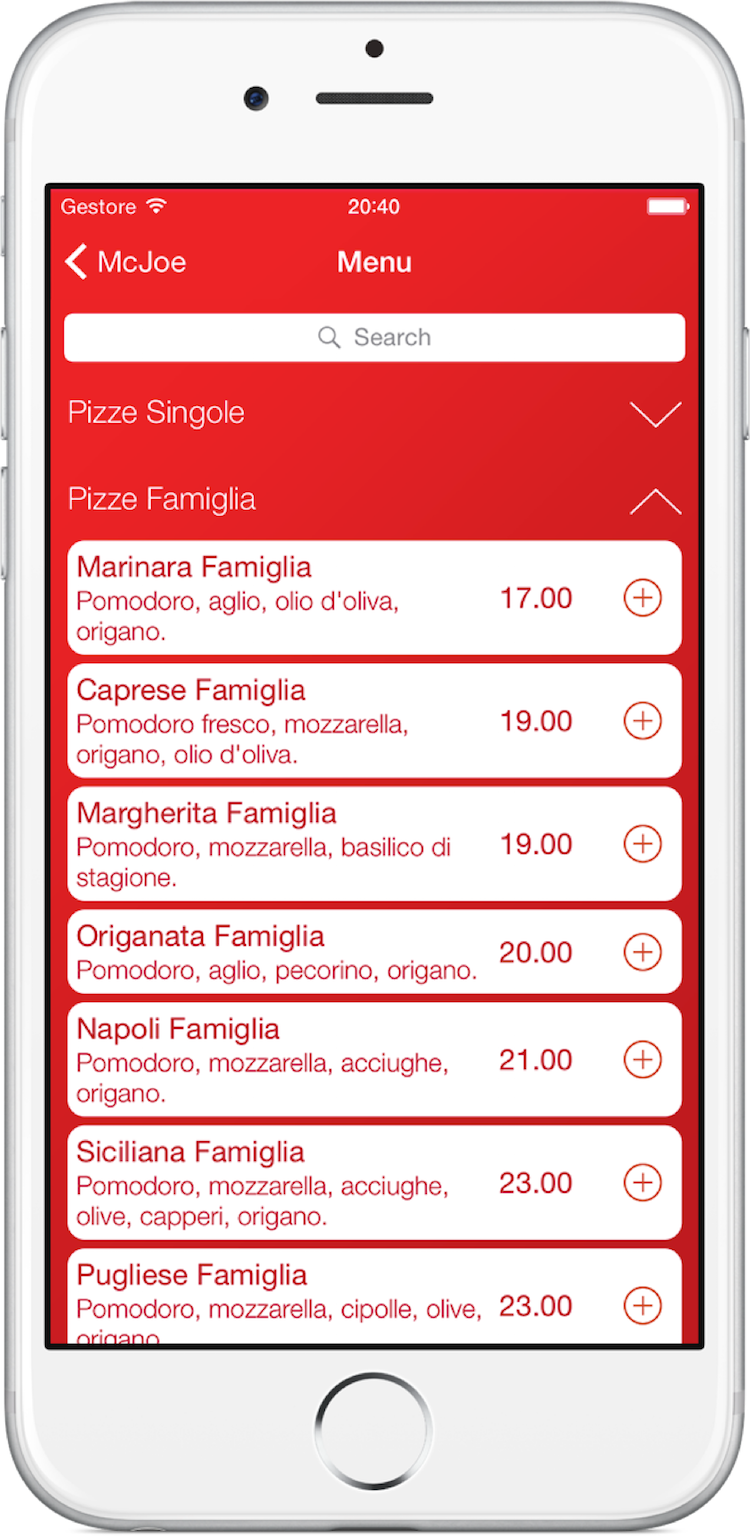 Gestore
20:40
McJoe
Menu
Search
Pizze Singole
Pizze Famiglia
Marinara Famiglia
Pomodoro, aglio, olio d'oliva,
origano.
17.00
Caprese Famiglia
Pomodoro fresco, mozzarella,
origano, olio d'oliva.
19.00
Margherita Famiglia
Pomodoro, mozzarella, basilico di
stagione.
19.00
Origanata Famiglia
Pomodoro, aglio, pecorino, origano.
20.00
Napoli Famiglia
Pomodoro, mozzarella, acciughe,
origano.
21.00
Siciliana Famiglia
Pomodoro, mozzarella, acciughe,
olive, capperi, origano.
23.00
Pugliese Famiglia
Pomodoro, mozzarella, cipolle, olive,
origano
23.00